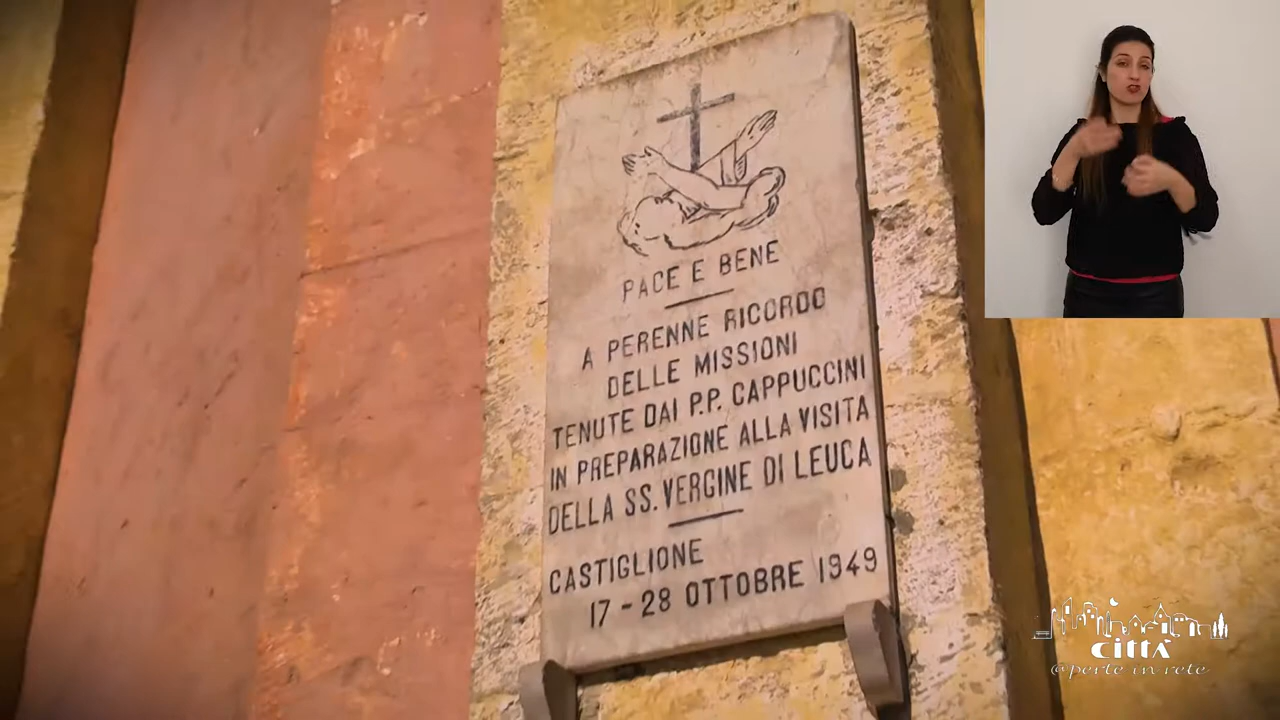 PACE E BENE
A PERENNE RICORDO
DELLE MISSIONI
TENUTE DAI P.P. CAPPUCCINI
IN PREPARAZIONE ALLA VISITA
DELLA SS. VERGINE DI LEUCA
CASTIGLIONE
17 - 28 OTTOBRE 1949
CITTÀ
@perte in rete